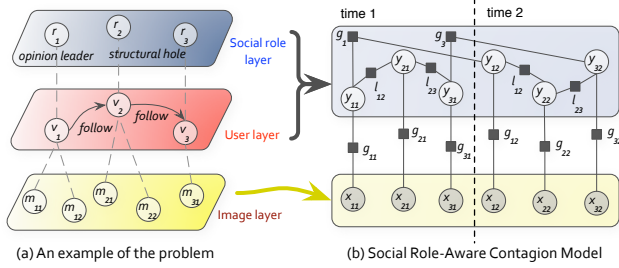 r1
r2
r3
opinion leader
structural hole
Social role
layer
v1
v2
v3
follow
follow
User layer
m11
m12
m21
m22
m31
Image layer
(a) An example of the problem
time 1
time 2
g1
g3
y11
y21
y31
y12
y22
y32
l12
l23
l12
l23
g11
g21
g31
g12
g22
g32
x11
x21
x31
x12
x22
x32
(b) Social Role-Aware Contagion Model